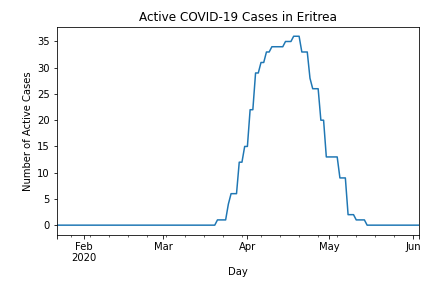 Active COVID-19 Cases in Eritrea
Number of Active Cases
35
30
25
20
15
10
5
0
Feb
2020
Mar
Apr
May
Jun
Day